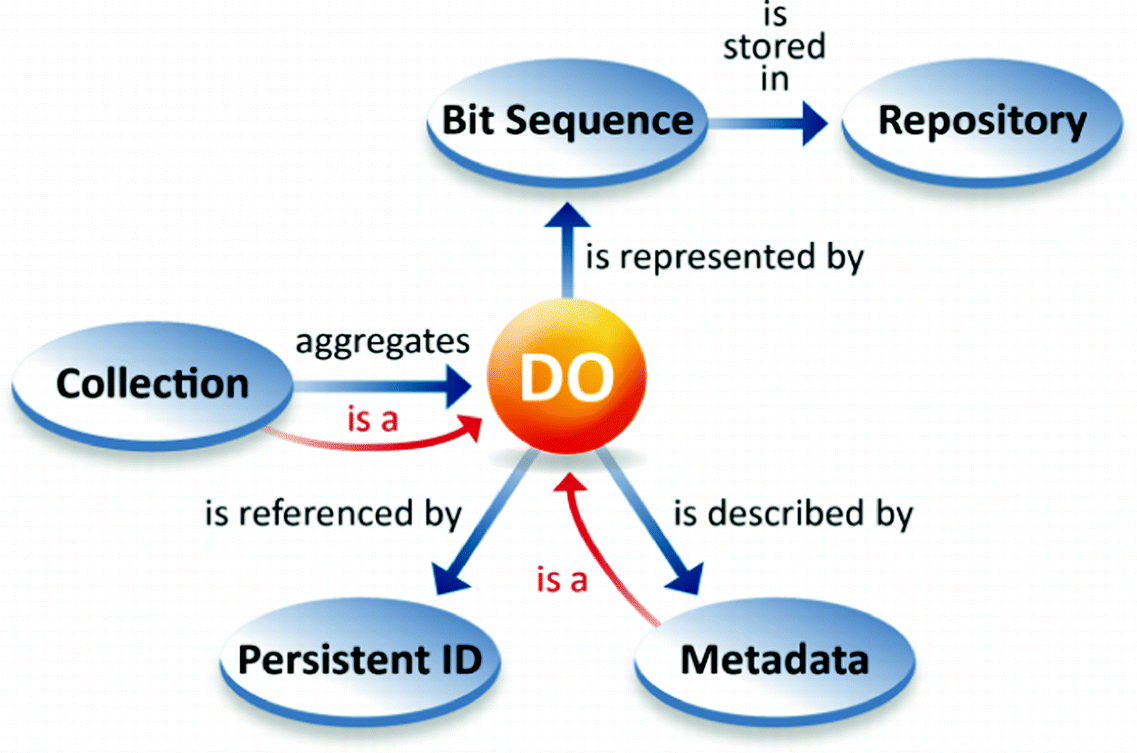 is
stored
in
Bit Sequence
Repository
is represented by
aggregates
Collection
DO
is a
is referenced by
is described by
is a
Persistent ID
Metadata